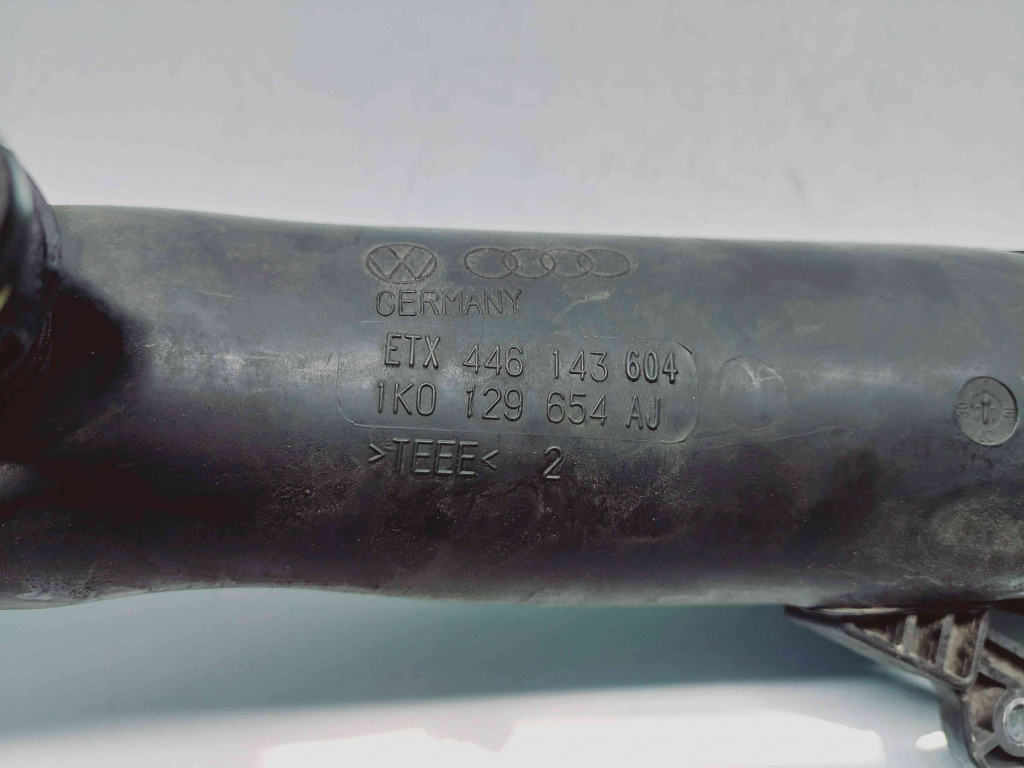 GERMANY
ETX 446 143 604
1K0 129 654 AJ
>TEEE< 2